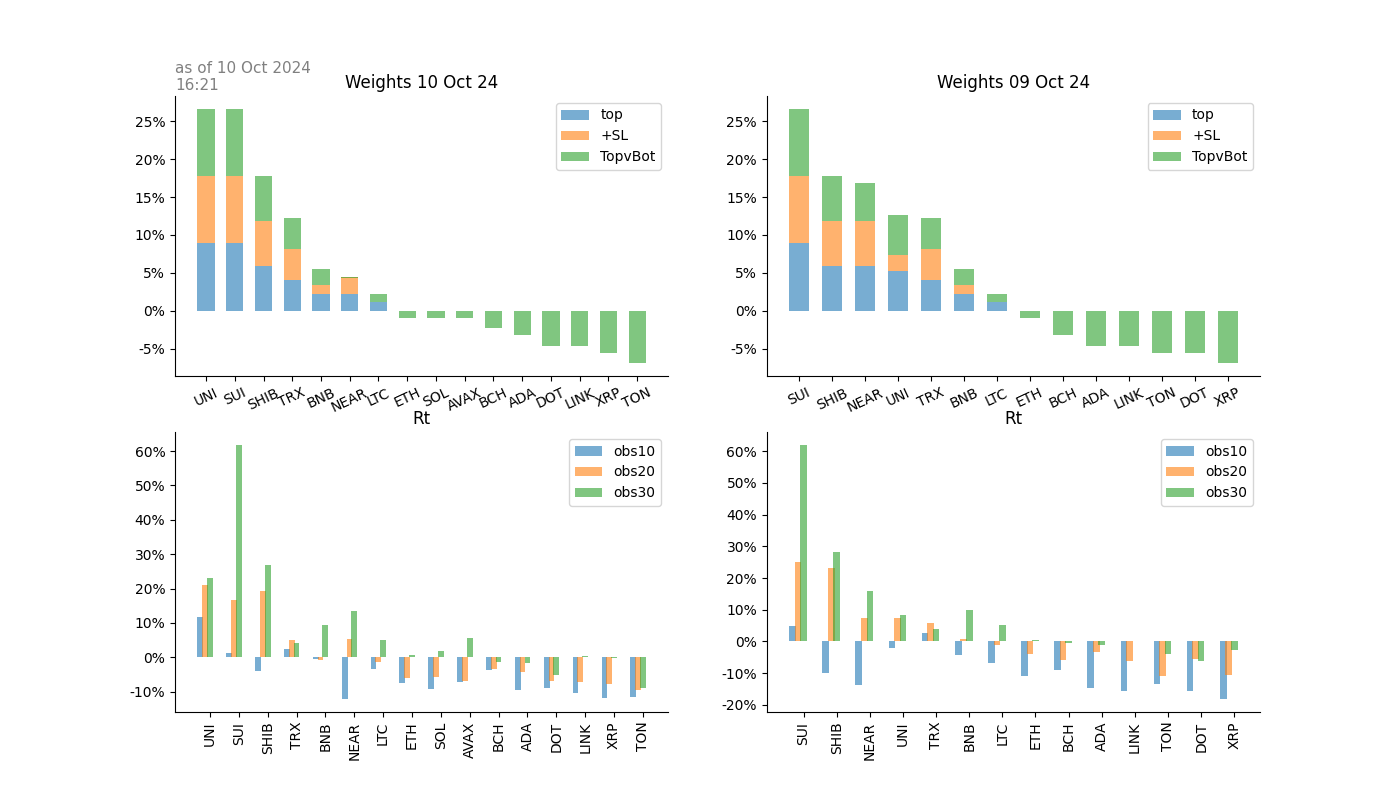 as of 10 Oct 2024
16:21
Weights 10 Oct 24
25%
20%
15%
10%
5%
0%
-5%
top
+SL
TopvBot
UNI SUI SHIB TRX BNB NEAR LTC ETH SOL AVAX BCH ADA DOT LINK XRP TON
Weights 09 Oct 24
25%
20%
15%
10%
5%
0%
-5%
top
+SL
TopvBot
SUI SHIB NEAR UNI TRX BNB LTC ETH BCH ADA LINK TON DOT XRP
Rt
60%
50%
40%
30%
20%
10%
0%
-10%
obs10
obs20
obs30
UNI SUI SHIB TRX BNB NEAR LTC ETH SOL AVAX BCH ADA DOT LINK XRP TON
Rt
60%
50%
40%
30%
20%
10%
0%
-10%
-20%
obs10
obs20
obs30
SUI SHIB NEAR UNI TRX BNB LTC ETH BCH ADA LINK TON DOT XRP